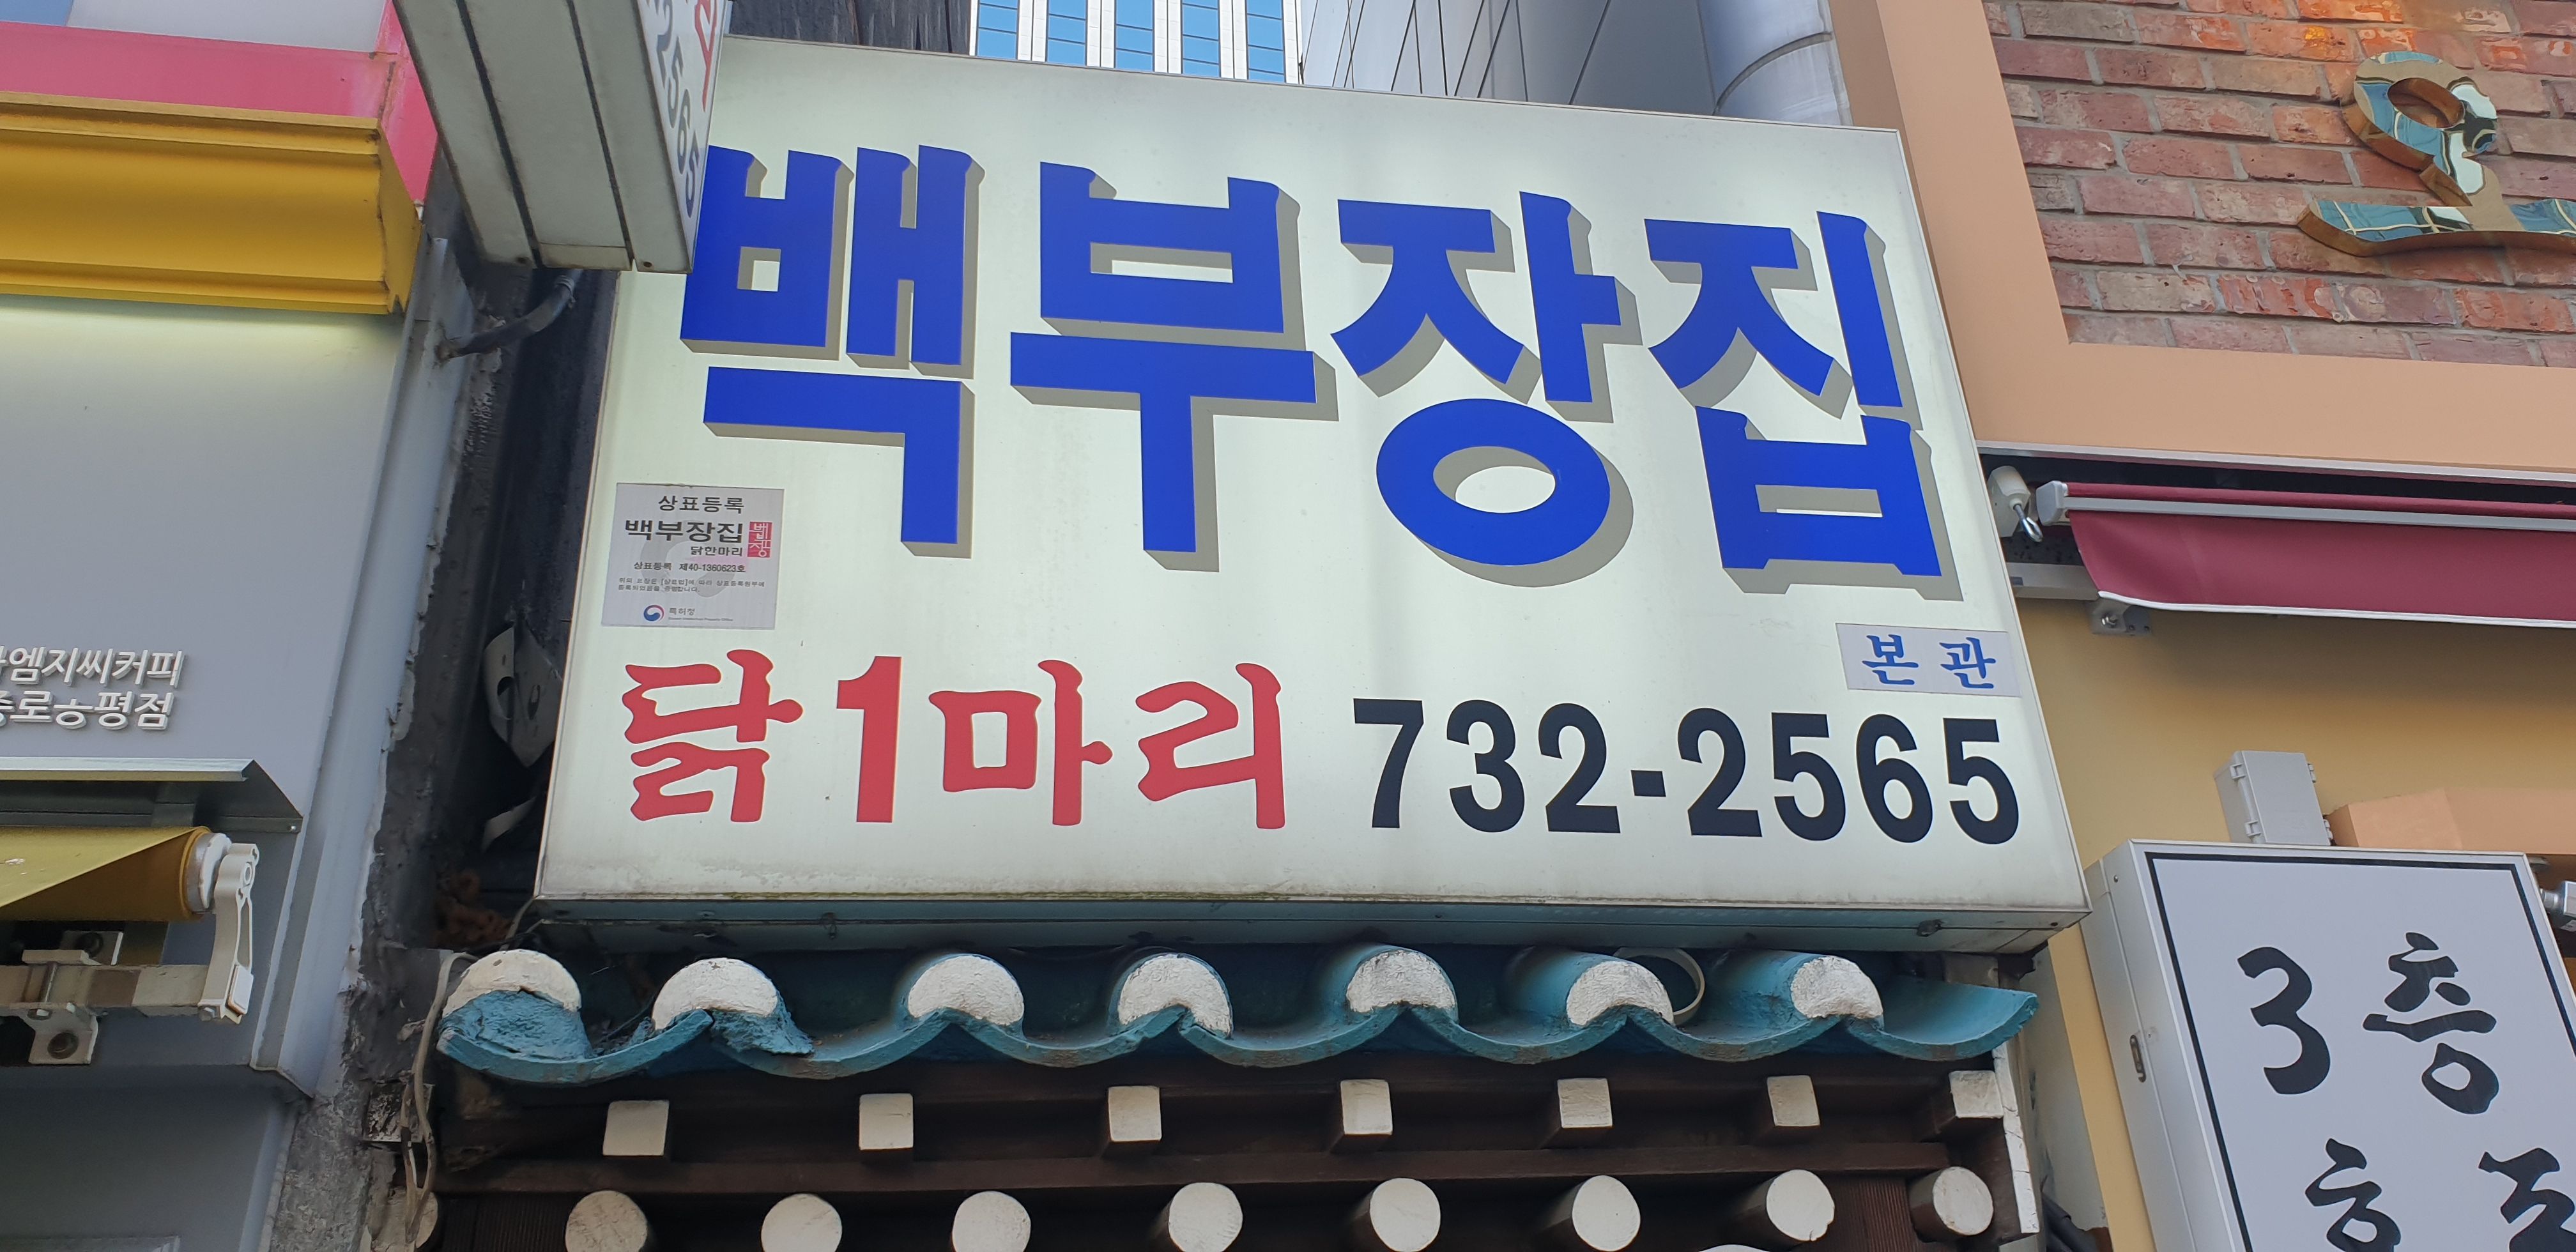 백부장집
상표등록
백부장집
닭한마리
상표등록 제40-1360623호
특허청
본관
닭1마리 732-2565
엠지씨커피
종로ㅎ평점
2565
3층